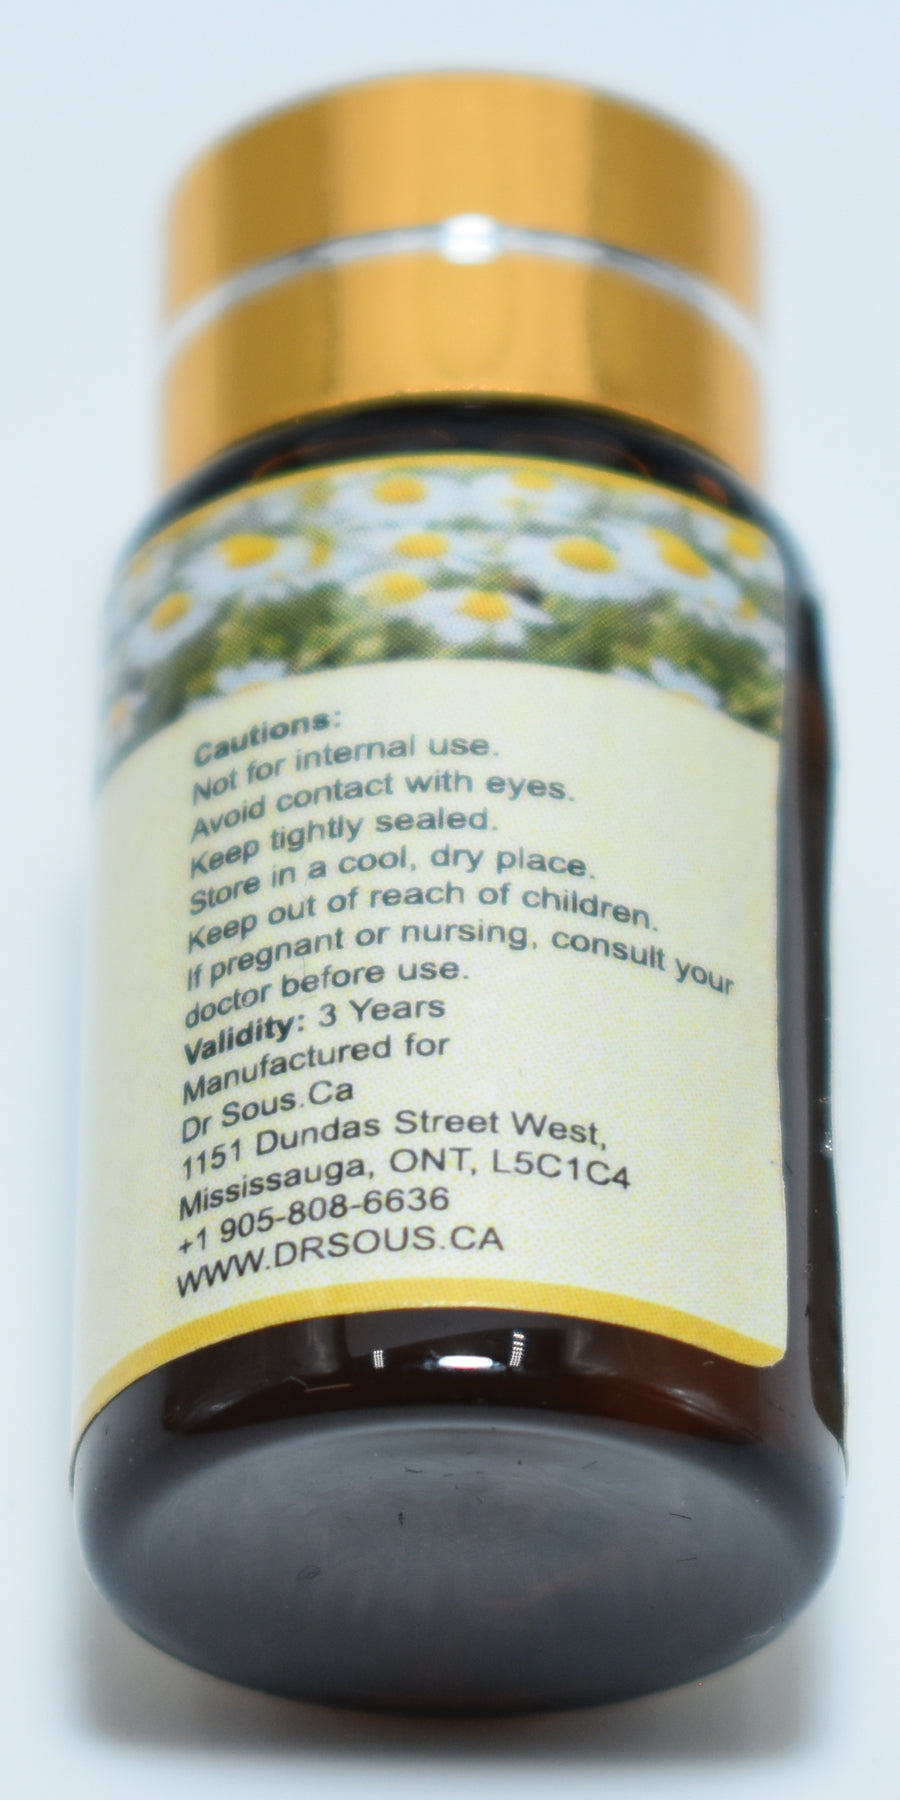 Cautions:
Not for internal use.
Avoid contact with eyes.
Keep tightly sealed.
Store in a cool, dry place.
Keep out of reach of children.
If pregnant or nursing, consult your
doctor before use.
Validity: 3 Years
Manufactured for
Dr Sous.Ca
1151 Dundas Street West,
Mississauga, ONT, L5C1C4
+1 905-808-6636
WWW.DRSOUS.CA